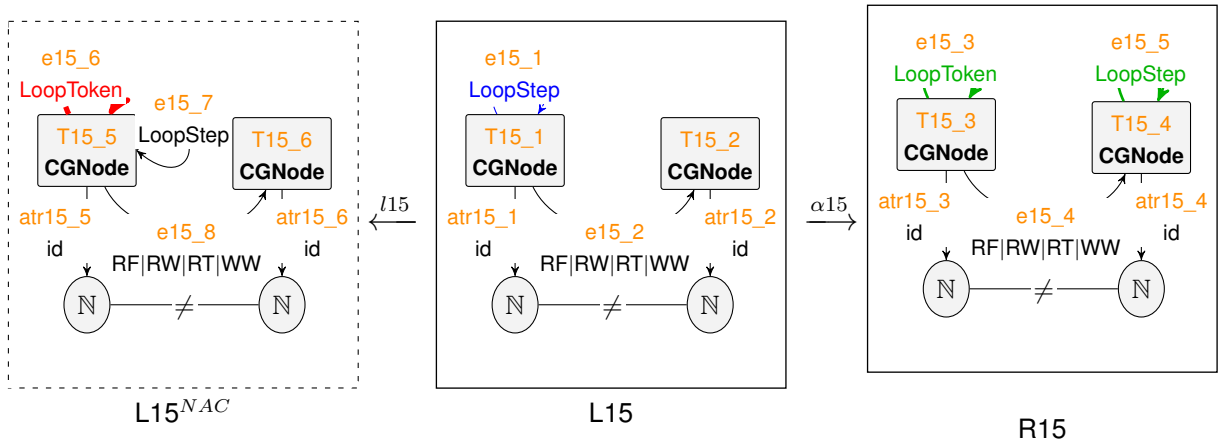 e15_6
LoopToken
e15_7
LoopStep
T15_5
CGNode
T15_6
CGNode
atr15_5
id
atr15_6
id
e15_8
RF|RW|RT|WW
ℕ
≠
ℕ
L15^{NAC}
l15
e15_1
LoopStep
T15_1
CGNode
T15_2
CGNode
atr15_1
id
atr15_2
id
e15_2
RF|RW|RT|WW
ℕ
≠
ℕ
L15
α15
e15_3
LoopToken
e15_5
LoopStep
T15_3
CGNode
T15_4
CGNode
atr15_3
id
atr15_4
id
e15_4
RF|RW|RT|WW
ℕ
≠
ℕ
R15